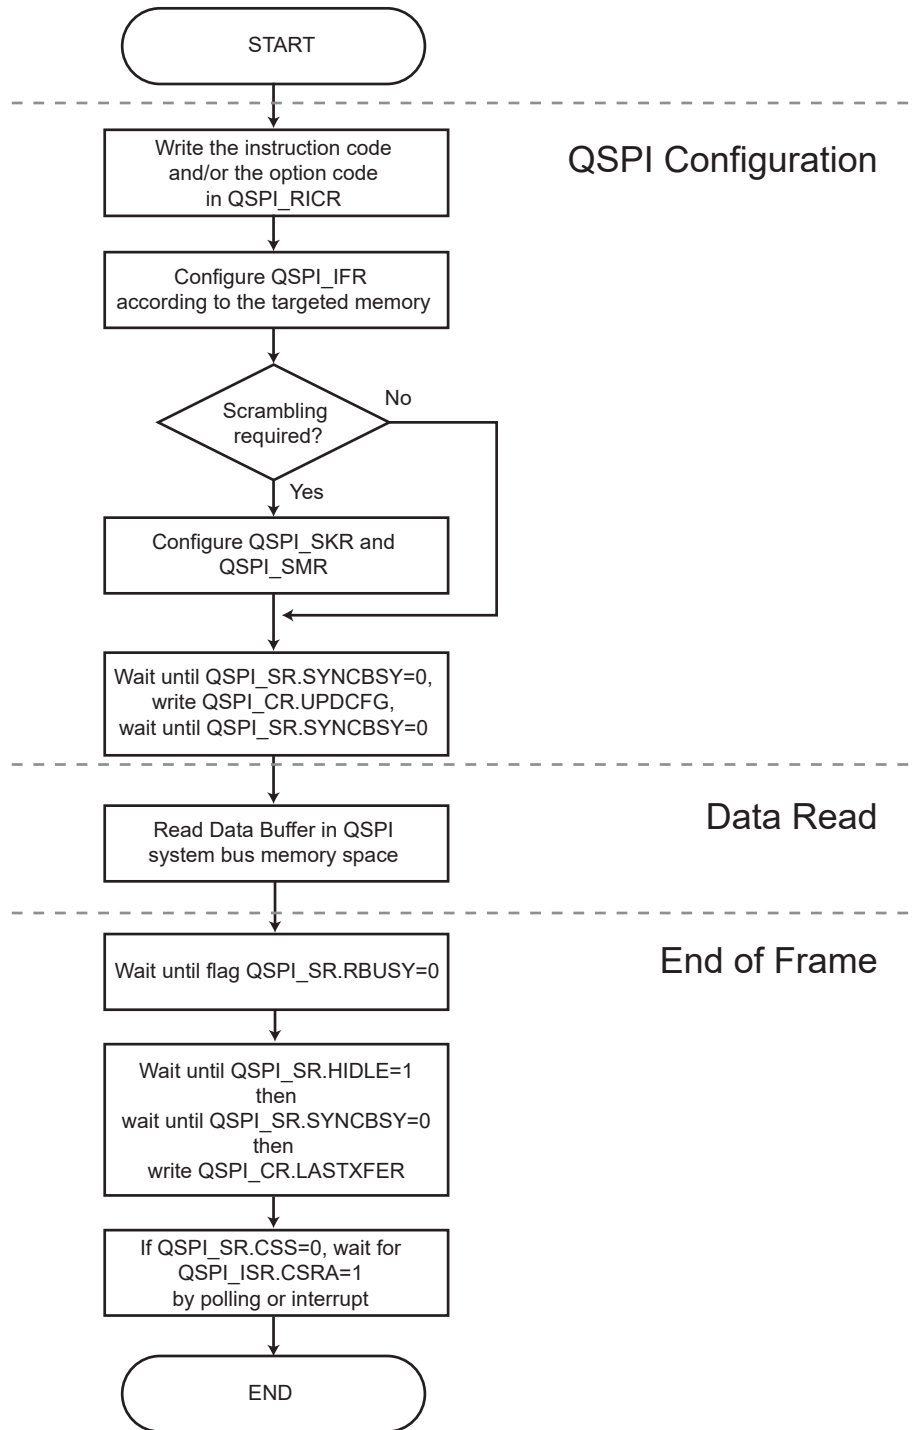 START
QSPI Configuration
Write the instruction code
and/or the option code
in QSPI_RICR
Configure QSPI_IFR
according to the targeted memory
No
Scrambling
required?
Yes
Configure QSPI_SKR and
QSPI_SMR
Wait until QSPI_SR.SYNCBSY=0,
write QSPI_CR.UPDCFG,
wait until QSPI_SR.SYNCBSY=0
Data Read
Read Data Buffer in QSPI
system bus memory space
End of Frame
Wait until flag QSPI_SR.RBUSY=0
Wait until QSPI_SR.HIDLE=1
then
wait until QSPI_SR.SYNCBSY=0
then
write QSPI_CR.LASTXFER
If QSPI_SR.CSS=0, wait for
QSPI_ISR.CSRA=1
by polling or interrupt
END